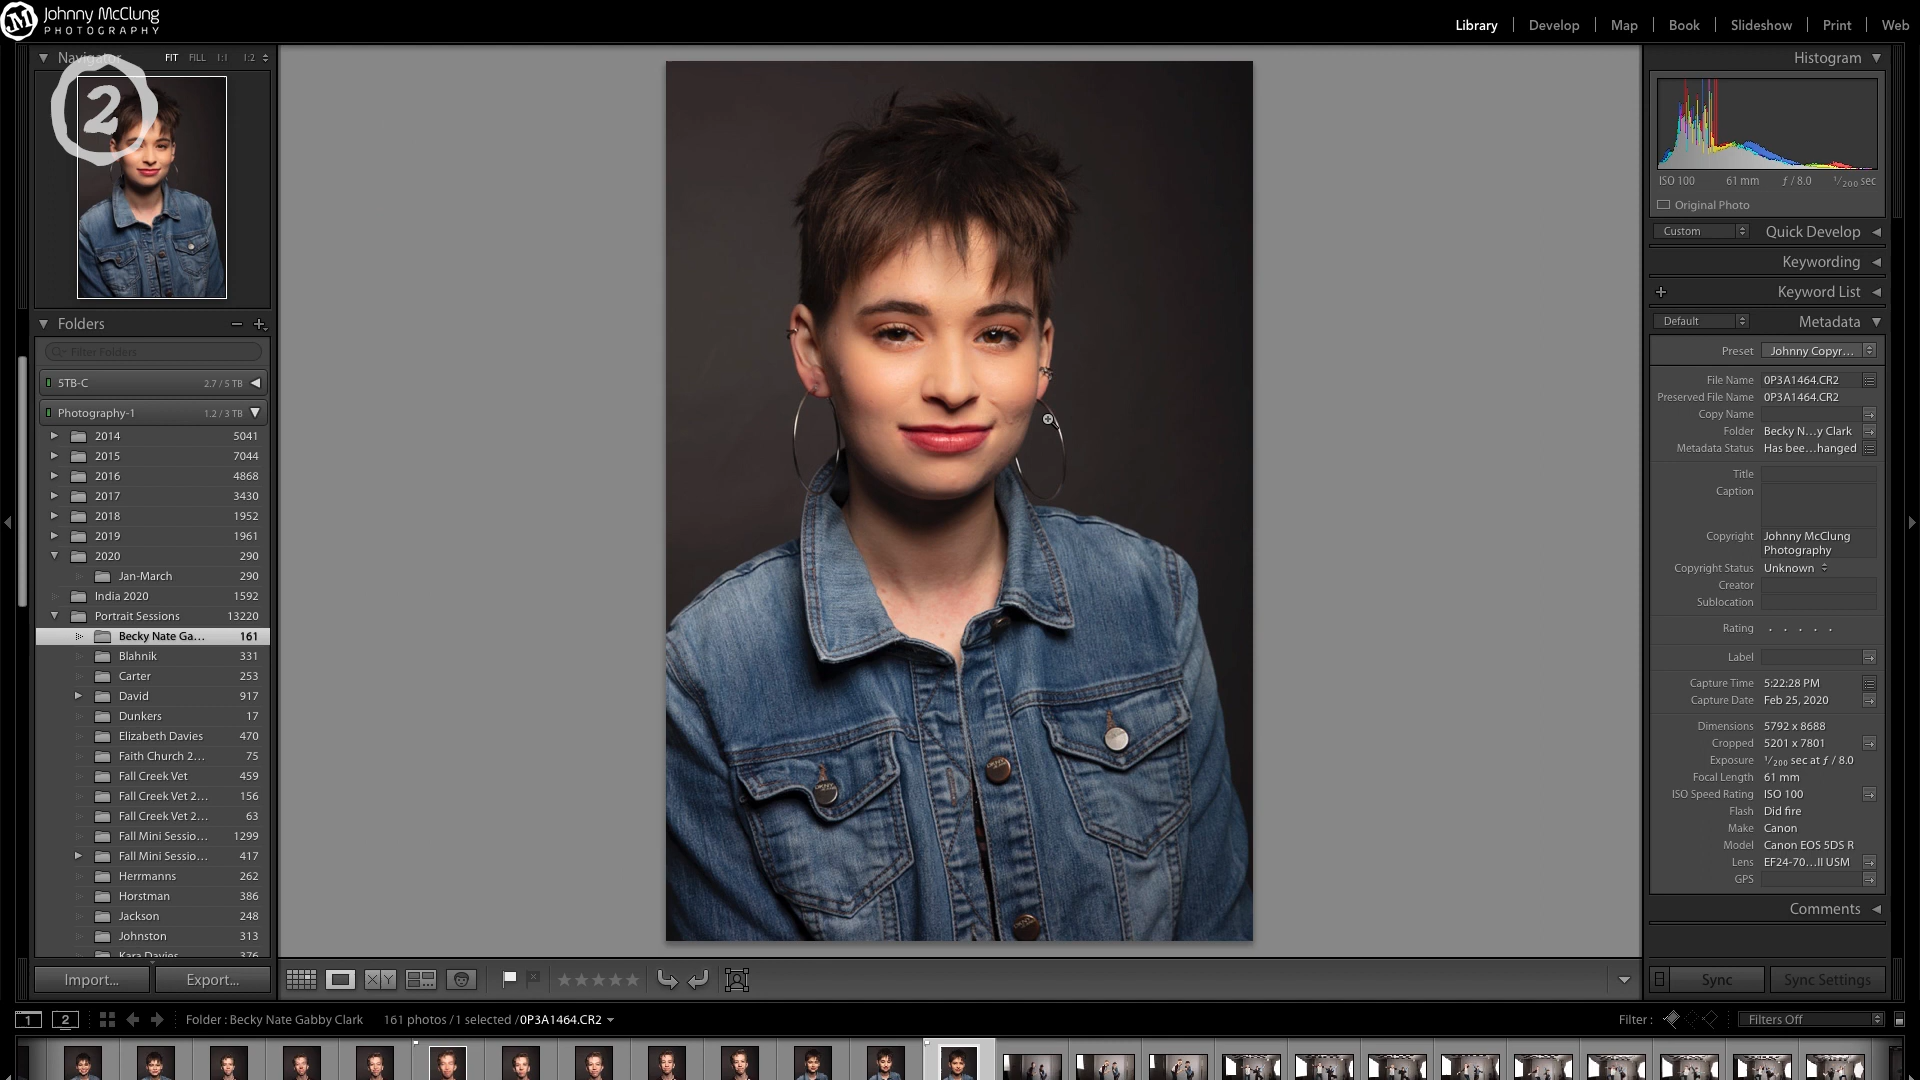 Johnny McClung
PHOTOGRAPHY
Library
Develop
Map
Book
Slideshow
Print
Web
Navigator
FIT
FILL
1:1
1:2
2
Folders
Filter Folders
5TB-C
2.7 / 5 TB
Photography-1
1.2 / 3 TB
2014 5041
2015 7044
2016 4868
2017 3430
2018 1952
2019 1961
2020 290
Jan-March 290
India 2020 1592
Portrait Sessions 13220
Becky Nate Ga... 161
Blahnik 331
Carter 253
David 917
Dunkers 17
Elizabeth Davies 470
Faith Church 2... 75
Fall Creek Vet 459
Fall Creek Vet 2... 156
Fall Creek Vet 2... 63
Fall Mini Sessio... 1299
Fall Mini Sessio... 417
Herrmanns 262
Horstman 386
Jackson 248
Johnston 313
Kara Davies 376
Import...
Export...
Histogram
ISO 100 61 mm ƒ / 8.0 1/200 sec
Original Photo
Custom
Quick Develop
Keywording
Keyword List
Default
Metadata
Preset Johnny Copyr...
File Name 0P3A1464.CR2
Preserved File Name 0P3A1464.CR2
Copy Name
Folder Becky N...y Clark
Metadata Status Has bee...hanged
Title
Caption
Copyright Johnny McClung
Photography
Copyright Status Unknown
Creator
Sublocation
Rating
Label
Capture Time 5:22:28 PM
Capture Date Feb 25, 2020
Dimensions 5792 x 8688
Cropped 5201 x 7801
Exposure 1/200 sec at ƒ / 8.0
Focal Length 61 mm
ISO Speed Rating ISO 100
Flash Did fire
Make Canon
Model Canon EOS 5DS R
Lens EF24-70...II USM
GPS
Comments
Sync
Sync Settings
X Y
1
2
Folder : Becky Nate Gabby Clark
161 photos / 1 selected / 0P3A1464.CR2
Filter :
Filters Off